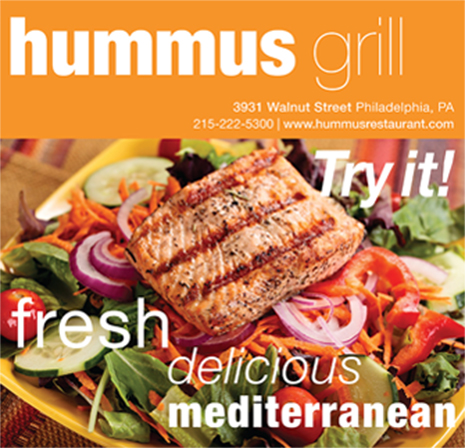 hummus grill
3931 Walnut Street Philadelphia, PA
215-222-5300 | www.hummusrestaurant.com
Try it!
fresh
delicious
mediterranean